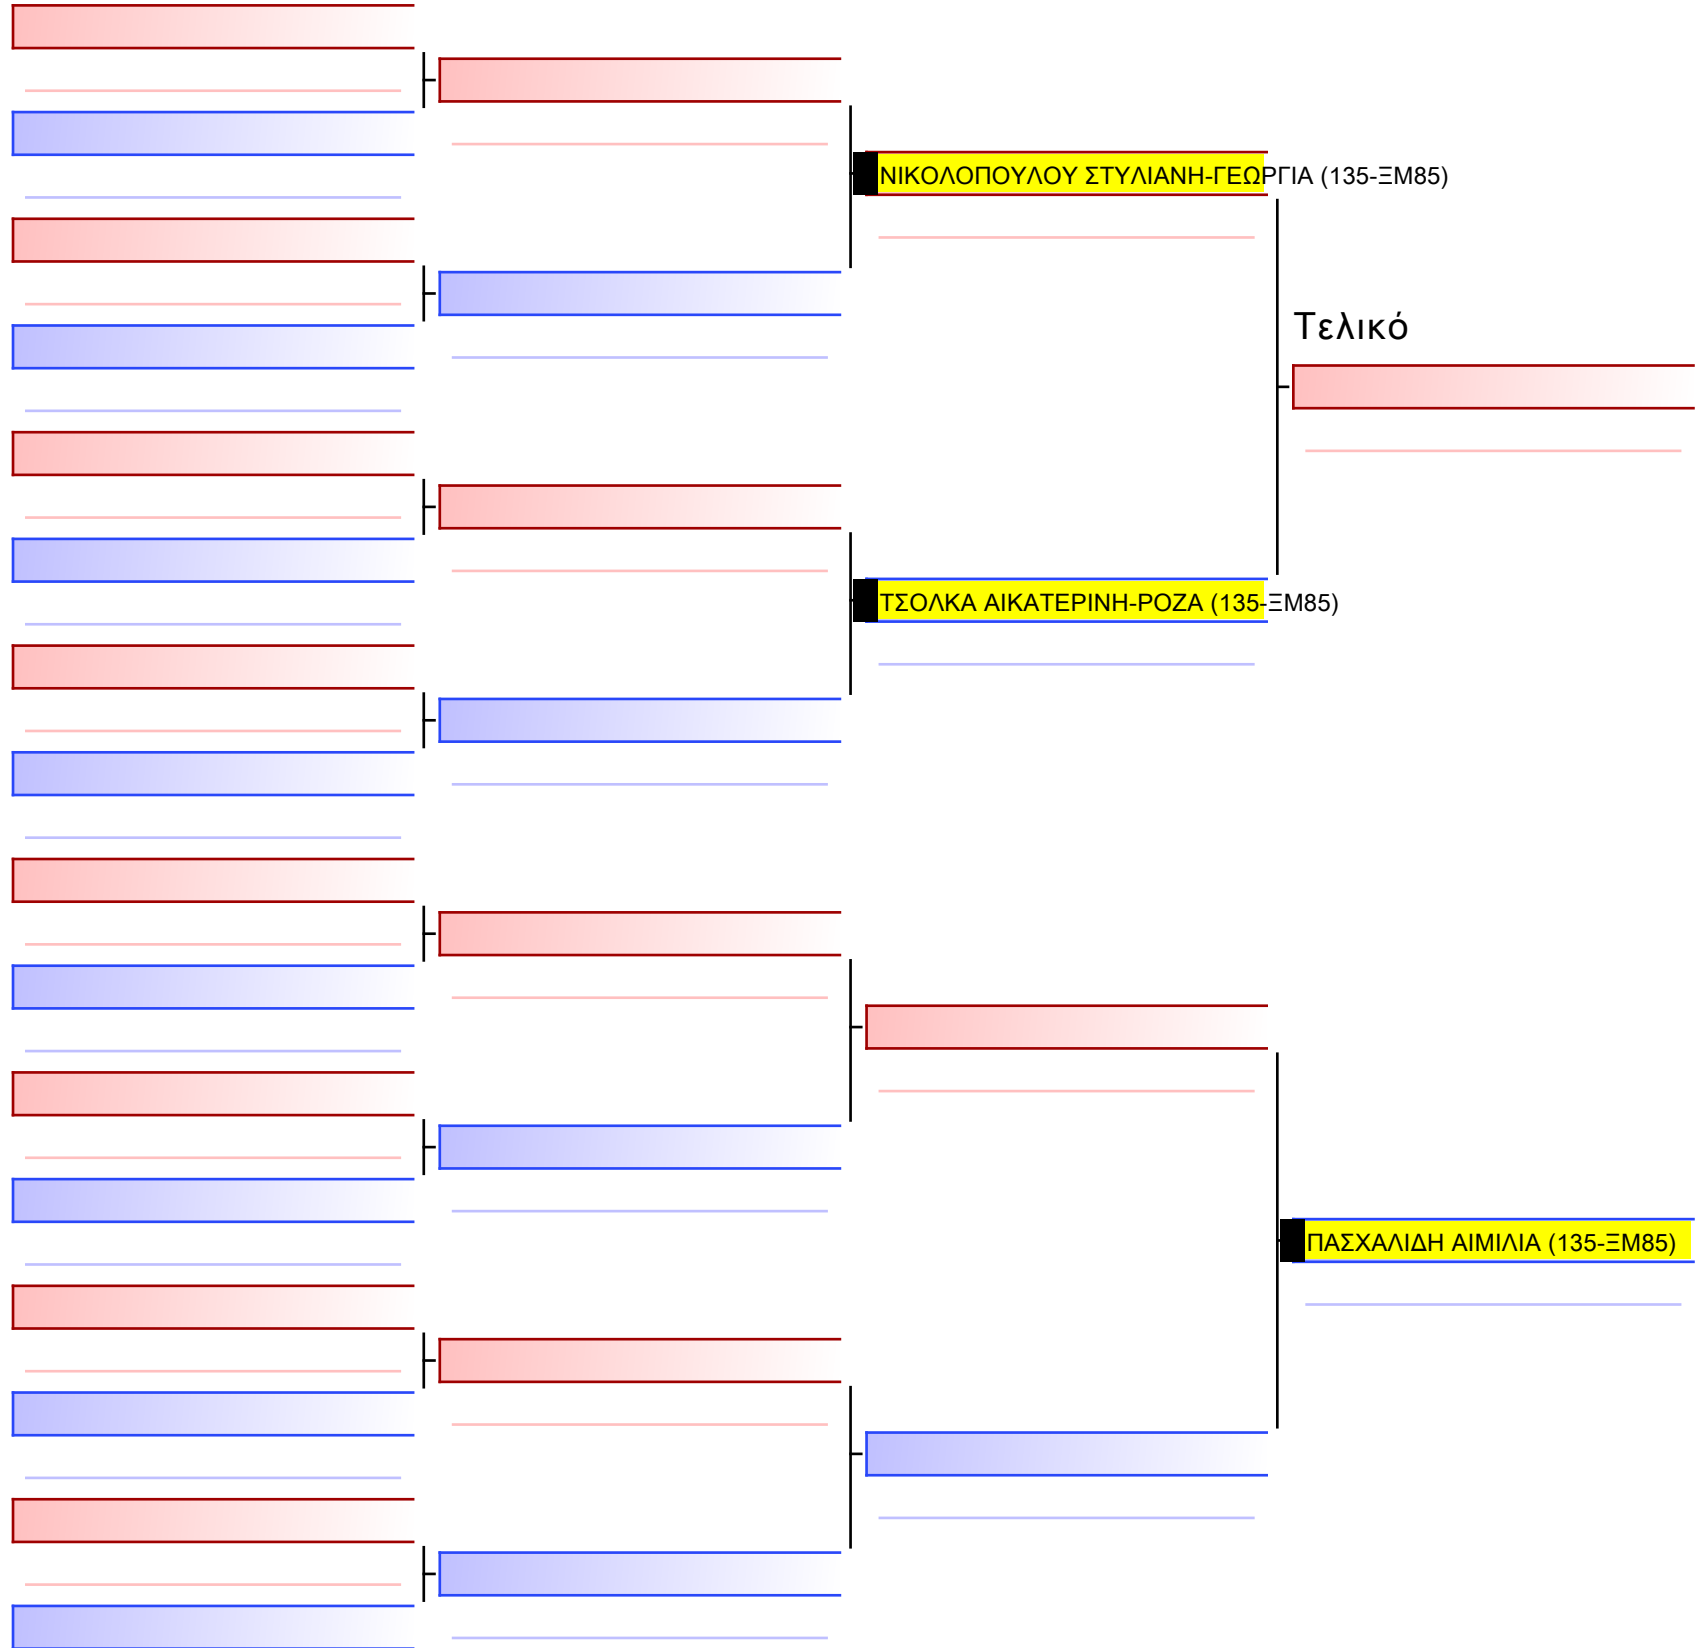 ΝΙΚΟΛΟΠΟΥΛΟΥ ΣΤΥΛΙΑΝΗ-ΓΕΩΡΓΙΑ (135-ΞΜ85)
Τελικό
ΤΣΟΛΚΑ ΑΙΚΑΤΕΡΙΝΗ-ΡΟΖΑ (135-ΞΜ85)
ΠΑΣΧΑΛΙΔΗ ΑΙΜΙΛΙΑ (135-ΞΜ85)